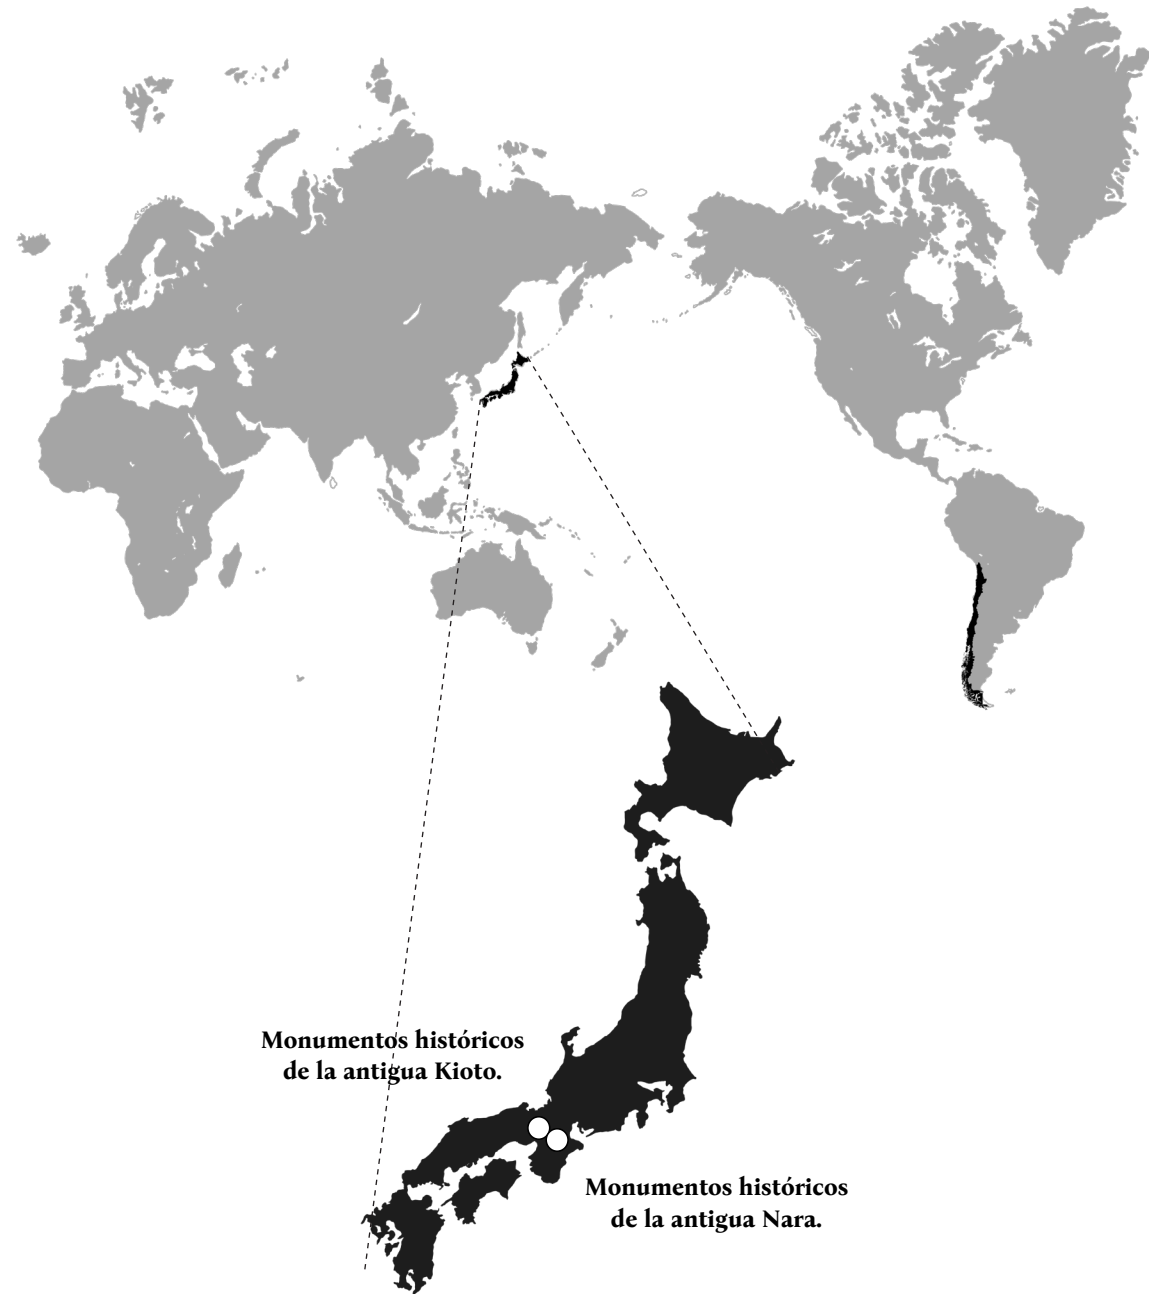 Monumentos históricos
de la antigua Kioto.
Monumentos históricos
de la antigua Nara.